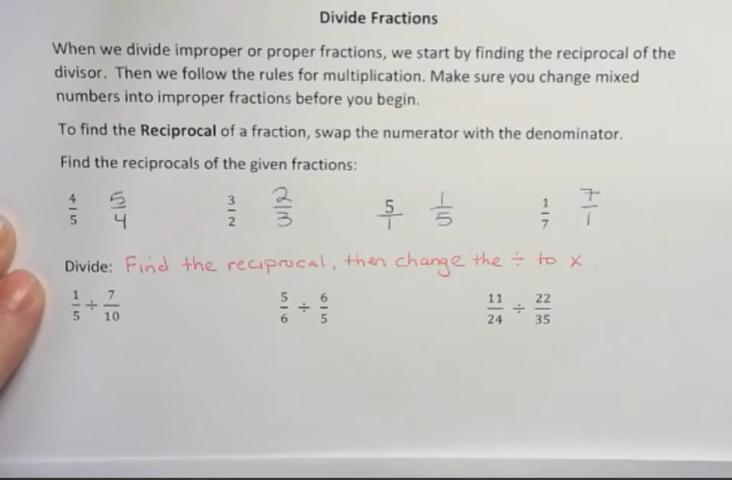 Divide Fractions
When we divide improper or proper fractions, we start by finding the reciprocal of the
divisor. Then we follow the rules for multiplication. Make sure you change mixed
numbers into improper fractions before you begin.
To find the Reciprocal of a fraction, swap the numerator with the denominator.
Find the reciprocals of the given fractions:
4/5 5/4 3/2 2/3 5/1 1/5 1/7 7/1
Divide: Find the reciprocal, then change the ÷ to x.
1/5 ÷ 7/10 5/6 ÷ 6/5 11/24 ÷ 22/35